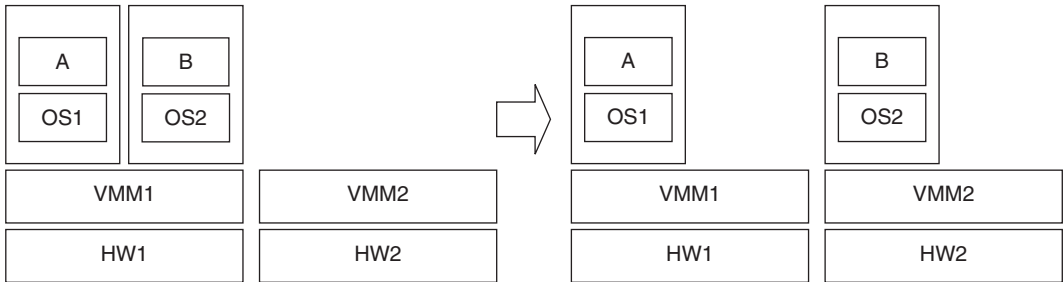 A B A B
OS1 OS2 OS1 OS2
VMM1 VMM2 VMM1 VMM2
HW1 HW2 HW1 HW2